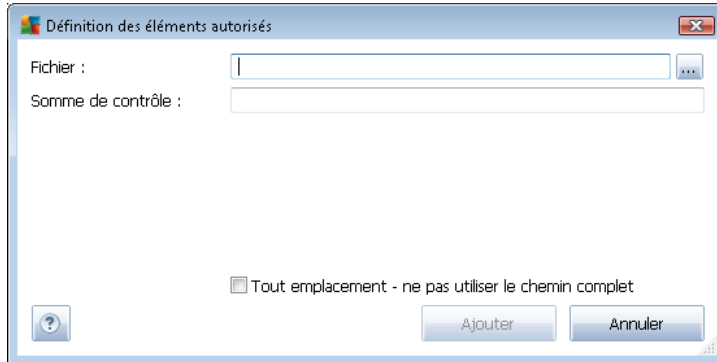 Définition des éléments autorisés
Fichier :
...
Somme de contrôle :
Tout emplacement - ne pas utiliser le chemin complet
?
Ajouter
Annuler